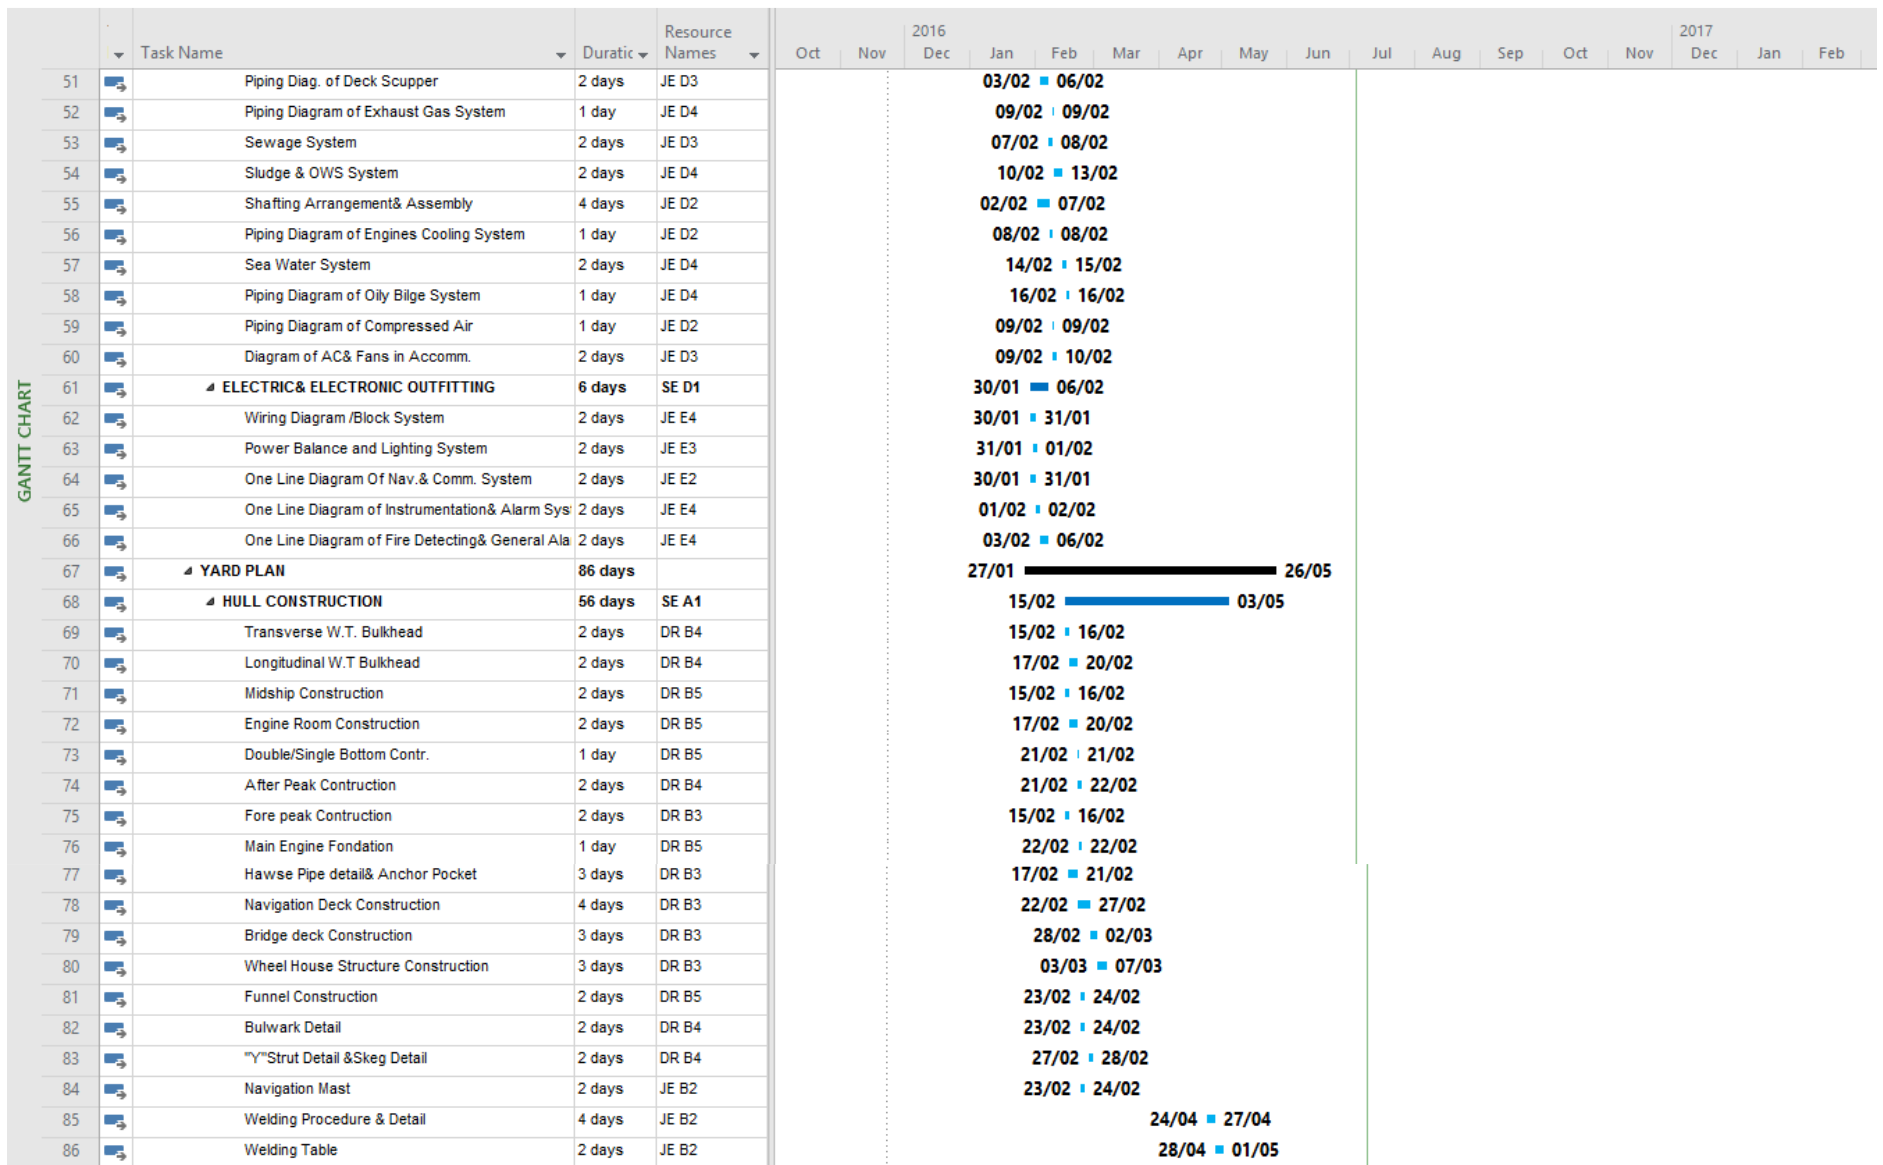 2016 2017
Task Name Duratic Resource Names Oct Nov Dec Jan Feb Mar Apr May Jun Jul Aug Sep Oct Nov Dec Jan Feb
GANTT CHART
51 Piping Diag. of Deck Scupper 2 days JE D3 03/02 06/02
52 Piping Diagram of Exhaust Gas System 1 day JE D4 09/02 09/02
53 Sewage System 2 days JE D3 07/02 08/02
54 Sludge & OWS System 2 days JE D4 10/02 13/02
55 Shafting Arrangement& Assembly 4 days JE D2 02/02 07/02
56 Piping Diagram of Engines Cooling System 1 day JE D2 08/02 08/02
57 Sea Water System 2 days JE D4 14/02 15/02
58 Piping Diagram of Oily Bilge System 1 day JE D4 16/02 16/02
59 Piping Diagram of Compressed Air 1 day JE D2 09/02 09/02
60 Diagram of AC& Fans in Accomm. 2 days JE D3 09/02 10/02
61 ELECTRIC& ELECTRONIC OUTFITTING 6 days SE D1 30/01 06/02
62 Wiring Diagram /Block System 2 days JE E4 30/01 31/01
63 Power Balance and Lighting System 2 days JE E3 31/01 01/02
64 One Line Diagram Of Nav.& Comm. System 2 days JE E2 30/01 31/01
65 One Line Diagram of Instrumentation& Alarm Sys 2 days JE E4 01/02 02/02
66 One Line Diagram of Fire Detecting& General Ala 2 days JE E4 03/02 06/02
67 YARD PLAN 86 days 27/01 26/05
68 HULL CONSTRUCTION 56 days SE A1 15/02 03/05
69 Transverse W.T. Bulkhead 2 days DR B4 15/02 16/02
70 Longitudinal W.T Bulkhead 2 days DR B4 17/02 20/02
71 Midship Construction 2 days DR B5 15/02 16/02
72 Engine Room Construction 2 days DR B5 17/02 20/02
73 Double/Single Bottom Contr. 1 day DR B5 21/02 21/02
74 After Peak Contruction 2 days DR B4 21/02 22/02
75 Fore peak Contruction 2 days DR B3 15/02 16/02
76 Main Engine Fondation 1 day DR B5 22/02 22/02
77 Hawse Pipe detail& Anchor Pocket 3 days DR B3 17/02 21/02
78 Navigation Deck Construction 4 days DR B3 22/02 27/02
79 Bridge deck Construction 3 days DR B3 28/02 02/03
80 Wheel House Structure Construction 3 days DR B3 03/03 07/03
81 Funnel Construction 2 days DR B5 23/02 24/02
82 Bulwark Detail 2 days DR B4 23/02 24/02
83 "Y"Strut Detail &Skeg Detail 2 days DR B4 27/02 28/02
84 Navigation Mast 2 days JE B2 23/02 24/02
85 Welding Procedure & Detail 4 days JE B2 24/04 27/04
86 Welding Table 2 days JE B2 28/04 01/05